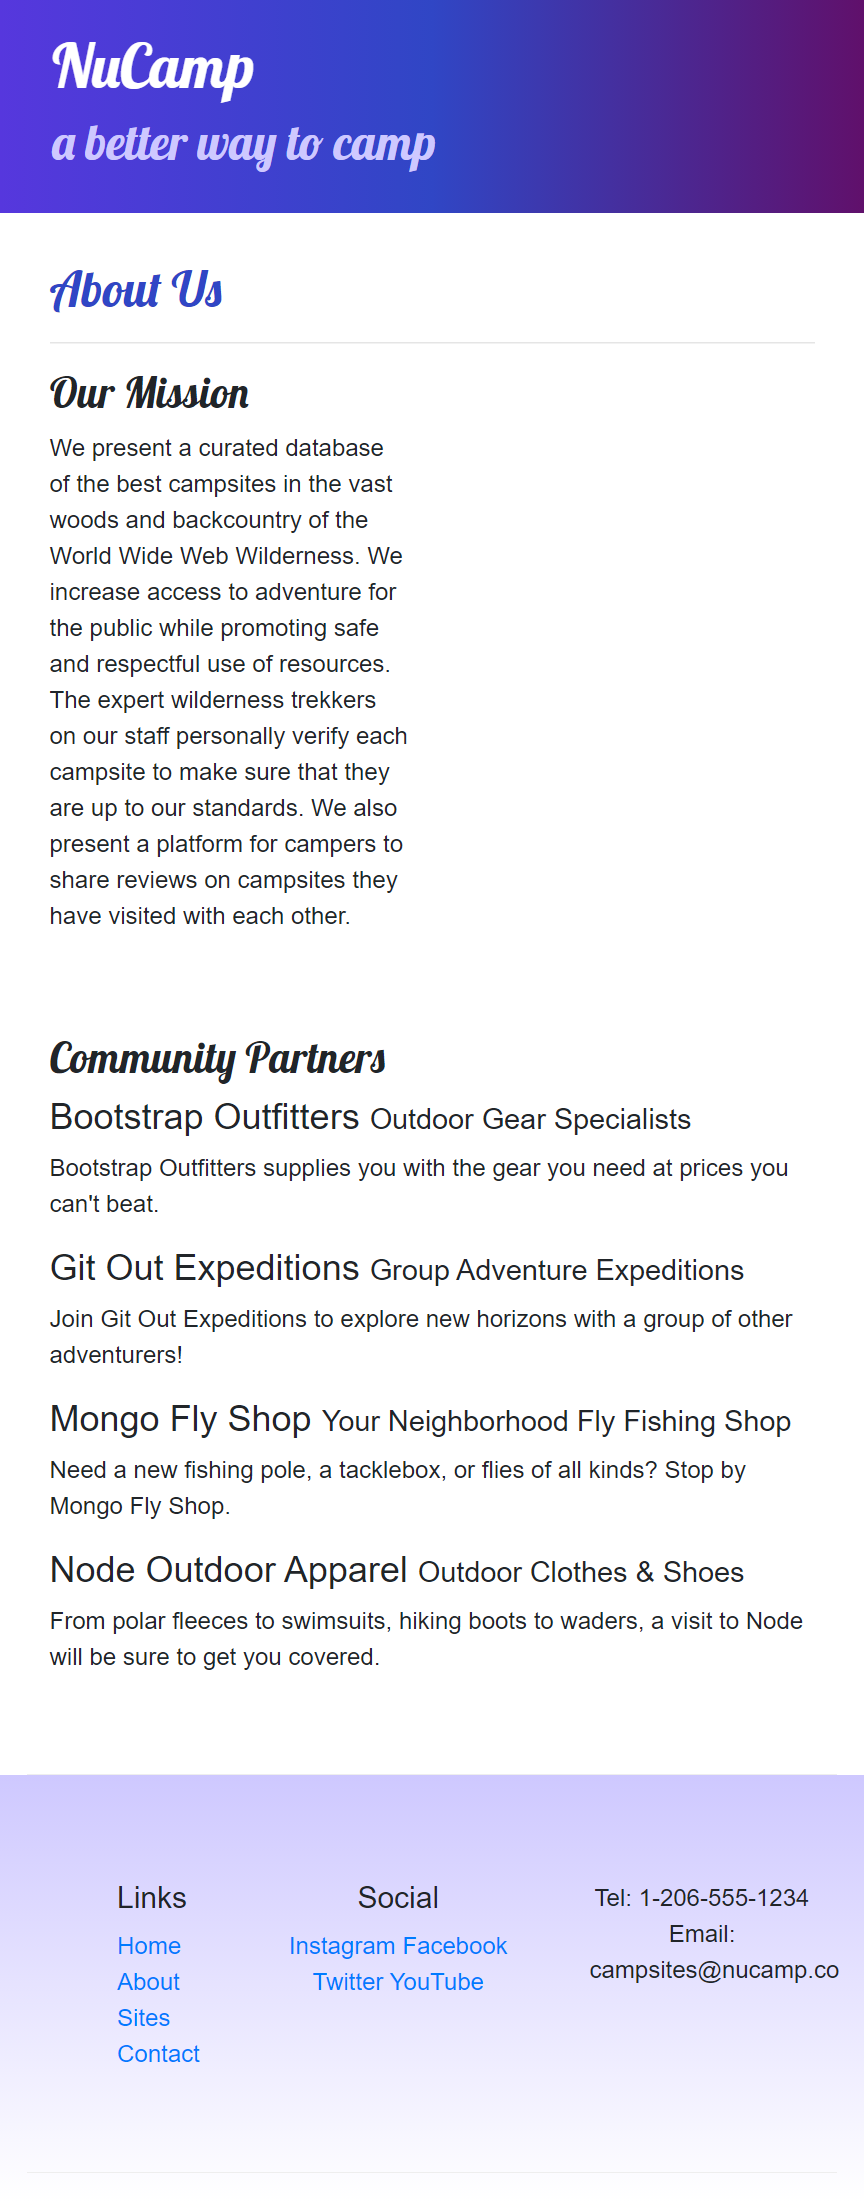 NuCamp
a better way to camp
About Us
Our Mission
We present a curated database
of the best campsites in the vast
woods and backcountry of the
World Wide Web Wilderness. We
increase access to adventure for
the public while promoting safe
and respectful use of resources.
The expert wilderness trekkers
on our staff personally verify each
campsite to make sure that they
are up to our standards. We also
present a platform for campers to
share reviews on campsites they
have visited with each other.
Community Partners
Bootstrap Outfitters Outdoor Gear Specialists
Bootstrap Outfitters supplies you with the gear you need at prices you
can't beat.
Git Out Expeditions Group Adventure Expeditions
Join Git Out Expeditions to explore new horizons with a group of other
adventurers!
Mongo Fly Shop Your Neighborhood Fly Fishing Shop
Need a new fishing pole, a tacklebox, or flies of all kinds? Stop by
Mongo Fly Shop.
Node Outdoor Apparel Outdoor Clothes & Shoes
From polar fleeces to swimsuits, hiking boots to waders, a visit to Node
will be sure to get you covered.
Links
Home
About
Sites
Contact
Social
Instagram Facebook
Twitter YouTube
Tel: 1-206-555-1234
Email:
campsites@nucamp.co